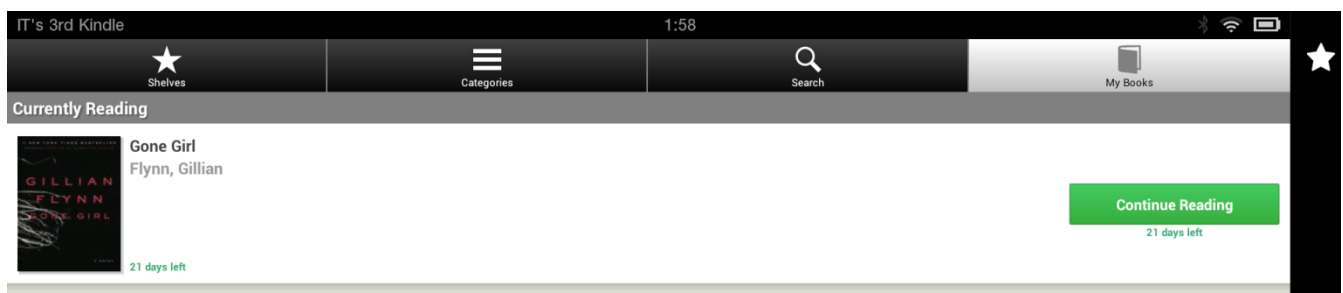 IT's 3rd Kindle 1:58
Shelves Categories Search My Books
Currently Reading
Gone Girl
Flynn, Gillian
GILLIAN
FLYNN
GONE GIRL
Continue Reading
21 days left
21 days left